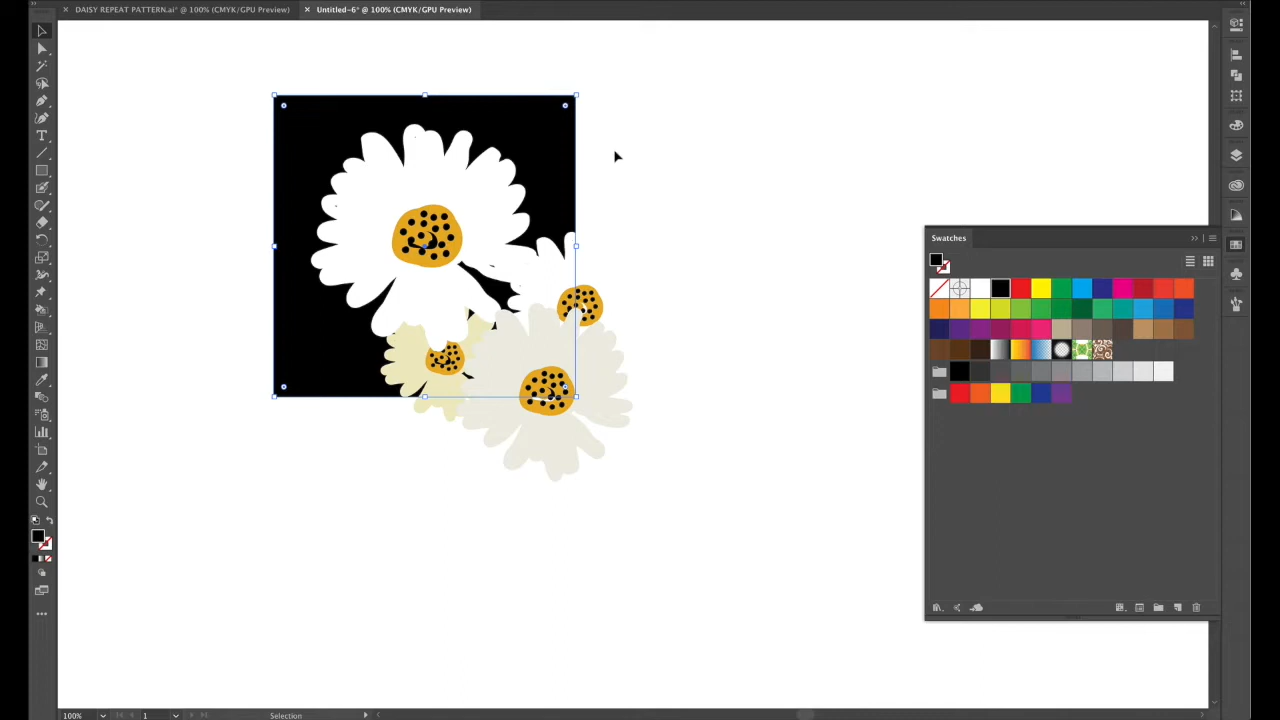 × DAISY REPEAT PATTERN.ai* @ 100% (CMYK/GPU Preview) × Untitled-6* @ 100% (CMYK/GPU Preview)
Swatches
100% 1 Selection